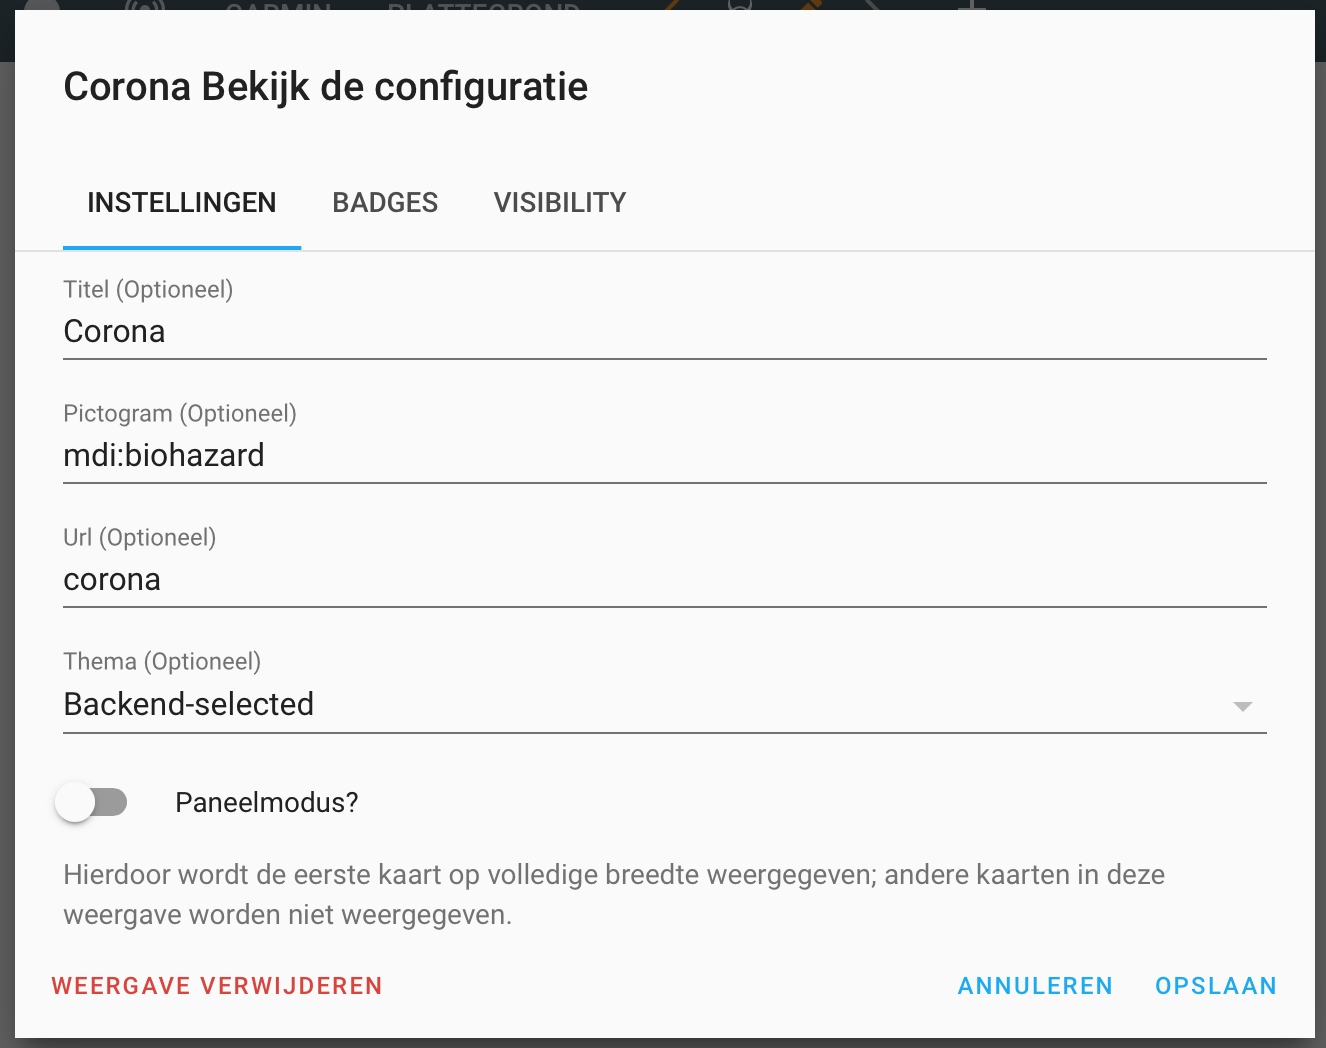 GARMIN PLATTEGROND
Corona Bekijk de configuratie
INSTELLINGEN BADGES VISIBILITY
Titel (Optioneel)
Corona
Pictogram (Optioneel)
mdi:biohazard
Url (Optioneel)
corona
Thema (Optioneel)
Backend-selected
Paneelmodus?
Hierdoor wordt de eerste kaart op volledige breedte weergegeven; andere kaarten in deze
weergave worden niet weergegeven.
WEERGAVE VERWIJDEREN ANNULEREN OPSLAAN